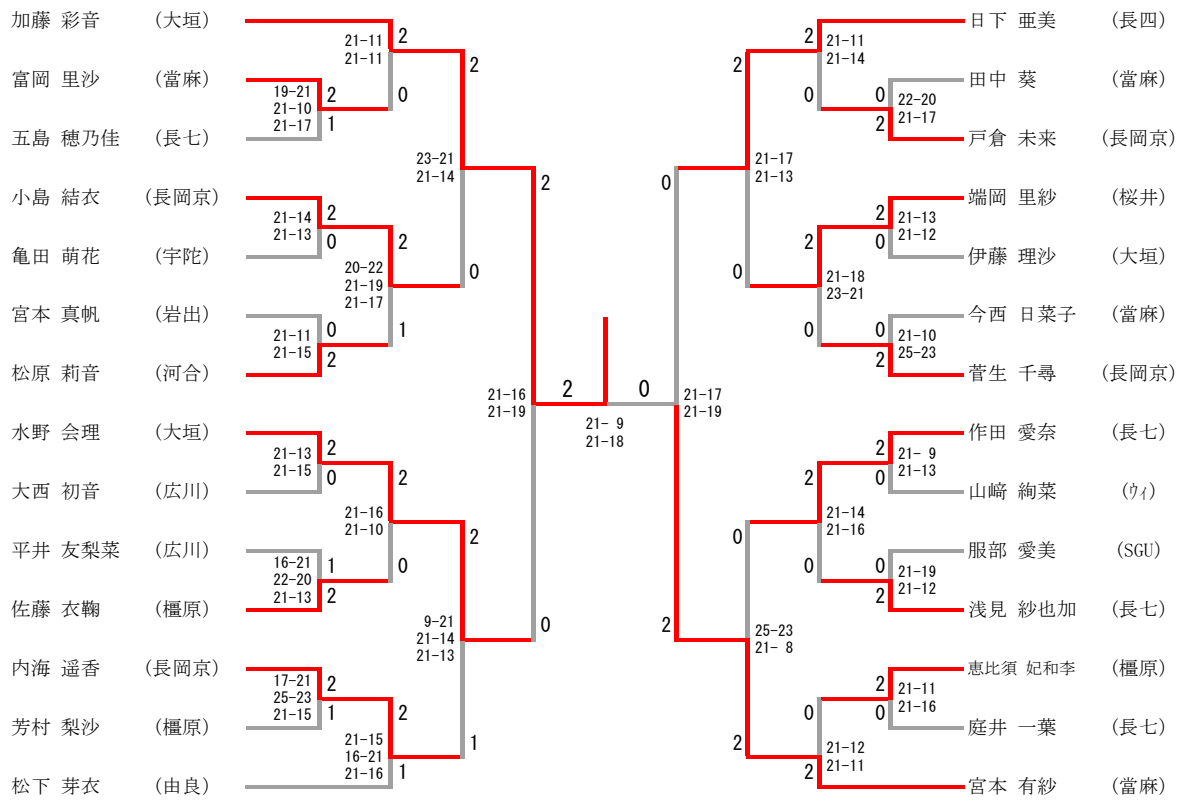 加藤 彩音 (大垣)
富岡 里沙 (當麻)
五島 穂乃佳 (長七)
小島 結衣 (長岡京)
亀田 萌花 (宇陀)
宮本 真帆 (岩出)
松原 莉音 (河合)
水野 会理 (大垣)
大西 初音 (広川)
平井 友梨菜 (広川)
佐藤 衣鞠 (橿原)
内海 遥香 (長岡京)
芳村 梨沙 (橿原)
松下 芽衣 (由良)
21-11 2
21-11
0
19-21 2
21-10
21-17 1
2
23-21
21-14
0
21-14 2
21-13 0
20-22 2
21-19
21-17
1
21-11 0
21-15 2
2
21-16
21-19
0
21-13 2
21-15 0
21-16 2
21-10
0
16-21 1
22-20
21-13 2
2
9-21
21-14
21-13
1
17-21 2
25-23
21-15 1
2
21-15
16-21
21-16 1
2 0
21- 9
21-18
日下 亜美 (長四)
田中 葵 (當麻)
戸倉 未来 (長岡京)
端岡 里紗 (桜井)
伊藤 理沙 (大垣)
今西 日菜子 (當麻)
菅生 千尋 (長岡京)
作田 愛奈 (長七)
山﨑 絢菜 (ウィ)
服部 愛美 (SGU)
浅見 紗也加 (長七)
恵比須 妃和李 (橿原)
庭井 一葉 (長七)
宮本 有紗 (當麻)
2 21-11
21-14
0
0 22-20
2 21-17
2
21-17
21-13
0
2 21-13
0 21-12
2
21-18
23-21
0
0 21-10
2 25-23
0
21-17
21-19
2
2 21- 9
0 21-13
2
21-14
21-16
0
0 21-19
2 21-12
0
25-23
21- 8
2
2 21-11
0 21-16
0
21-12
21-11
2